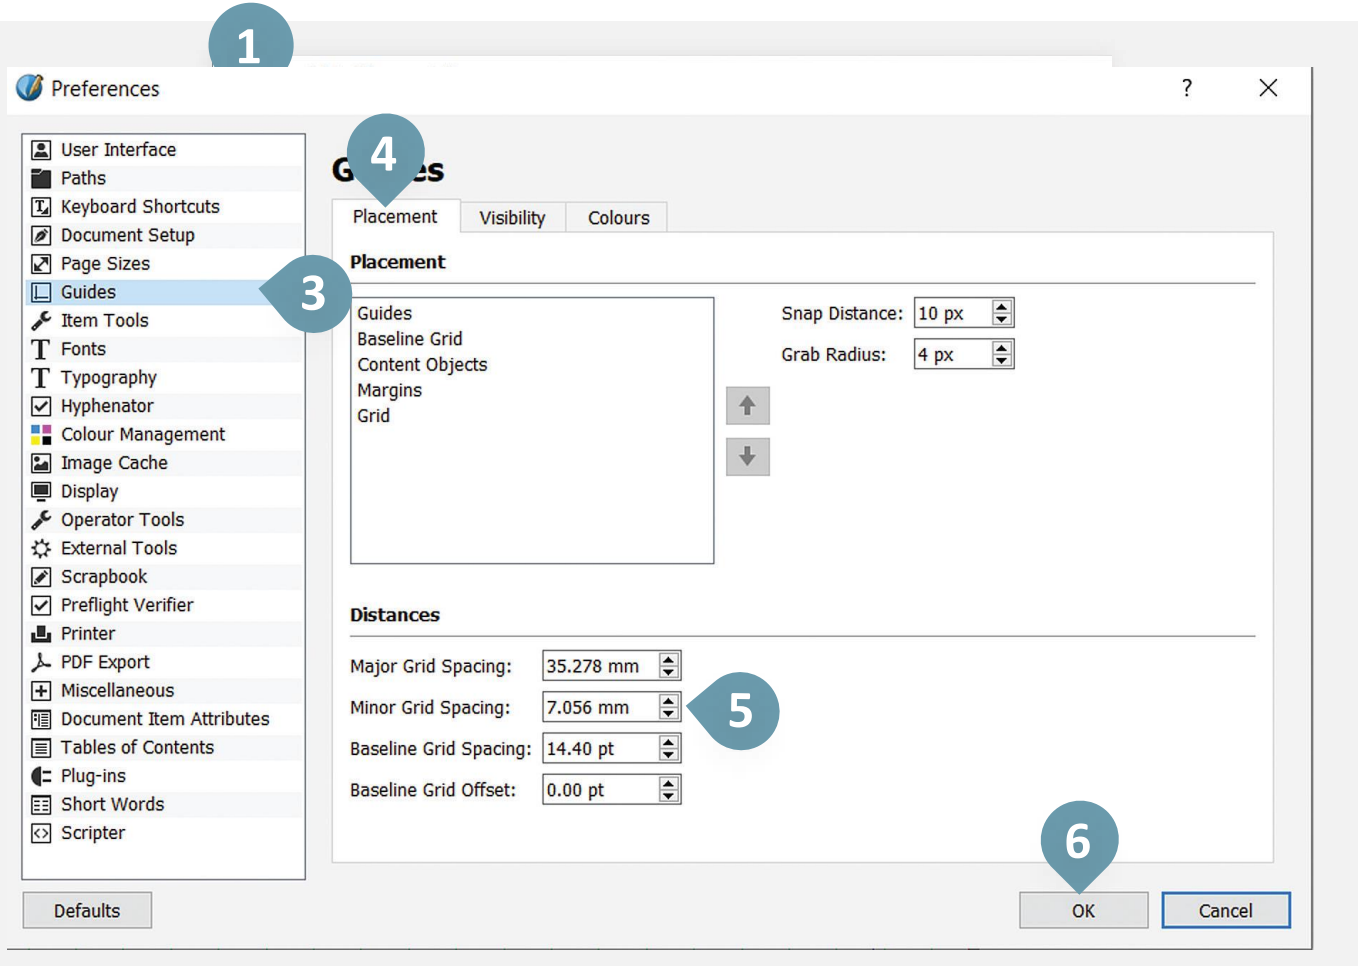 1
Preferences
?
4
G es
Placement
Visibility
Colours
User Interface
Paths
Keyboard Shortcuts
Document Setup
Page Sizes
Guides
3
Item Tools
Fonts
Typography
Hyphenator
Colour Management
Image Cache
Display
Operator Tools
External Tools
Scrapbook
Preflight Verifier
Printer
PDF Export
Miscellaneous
Document Item Attributes
Tables of Contents
Plug-ins
Short Words
Scripter
Placement
Guides
Baseline Grid
Content Objects
Margins
Grid
Snap Distance: 10 px
Grab Radius: 4 px
Distances
Major Grid Spacing: 35.278 mm
Minor Grid Spacing: 7.056 mm
5
Baseline Grid Spacing: 14.40 pt
Baseline Grid Offset: 0.00 pt
6
Defaults
OK
Cancel